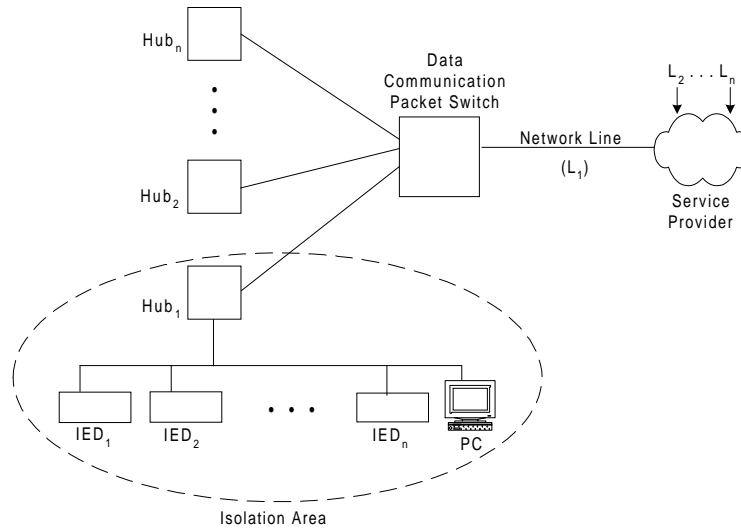 Hubₙ
Data
Communication
Packet Switch
L₂ . . . Lₙ
Network Line
(L₁)
Hub₂
Service
Provider
Hub₁
IED₁
IED₂
IEDₙ
PC
Isolation Area